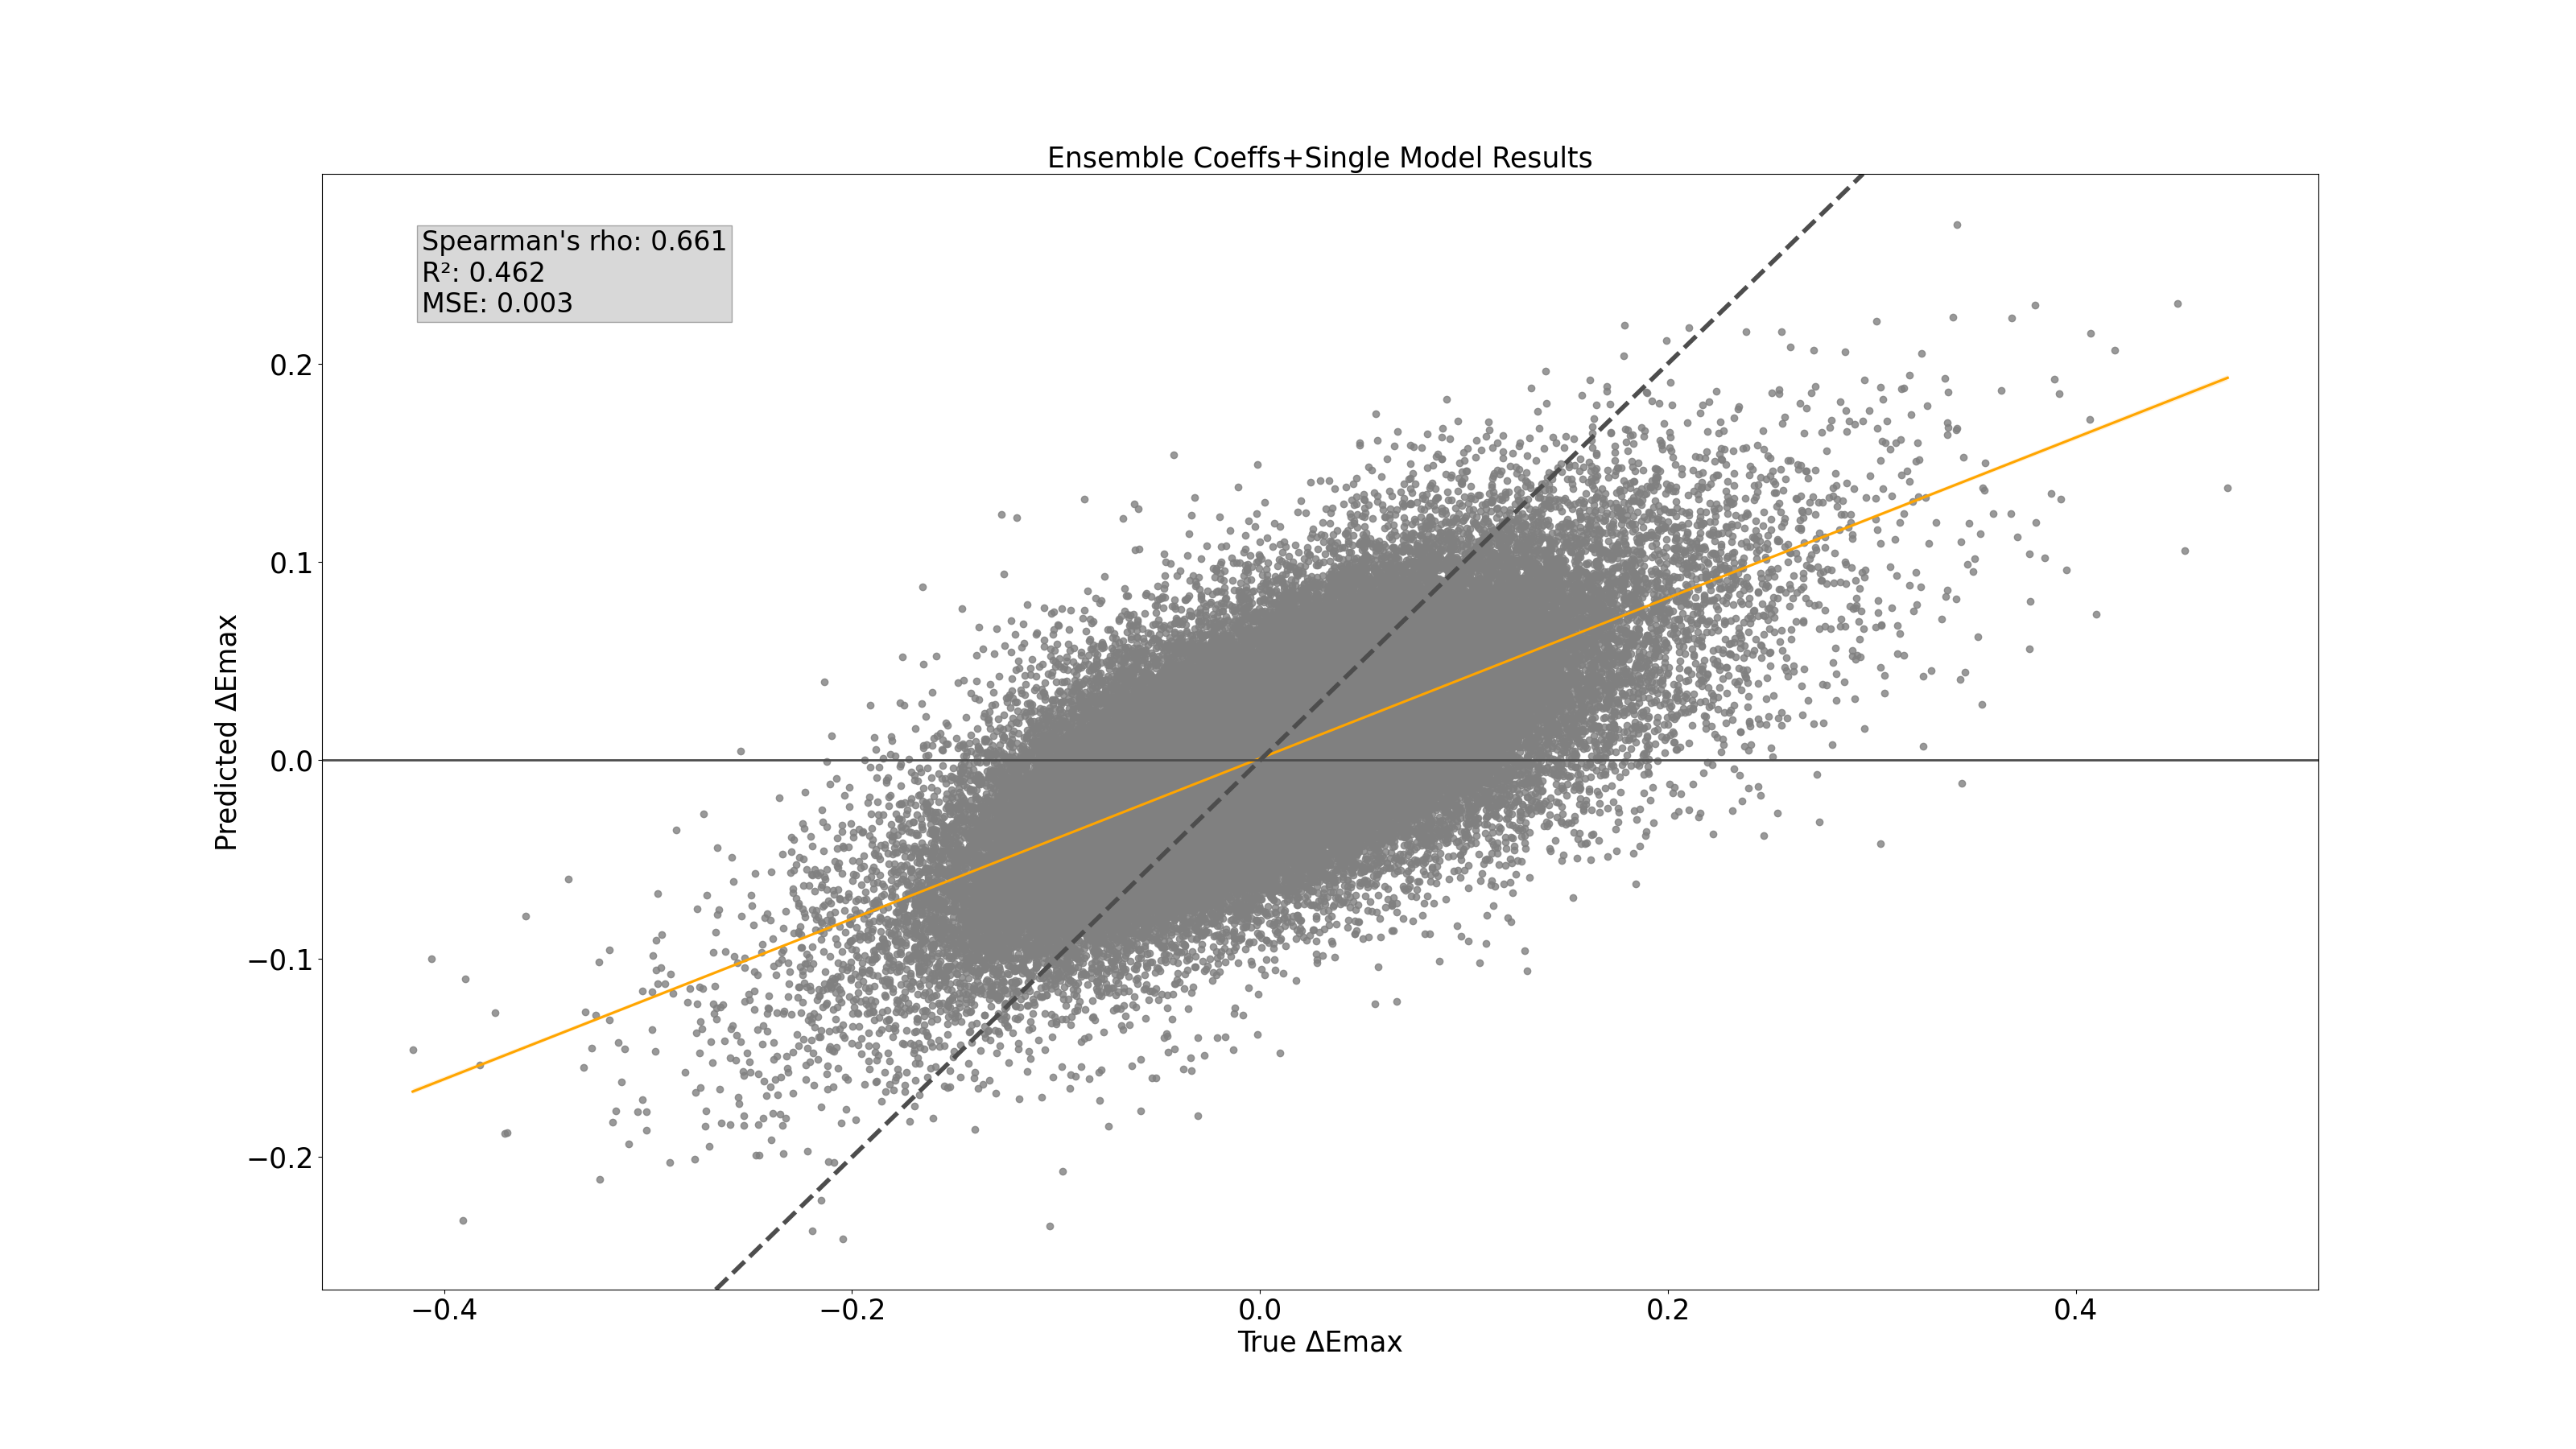 Ensemble Coeffs+Single Model Results
Spearman's rho: 0.661
R²: 0.462
MSE: 0.003
Predicted ΔEmax
0.2
0.1
0.0
−0.1
−0.2
−0.4
−0.2
0.0
0.2
0.4
True ΔEmax